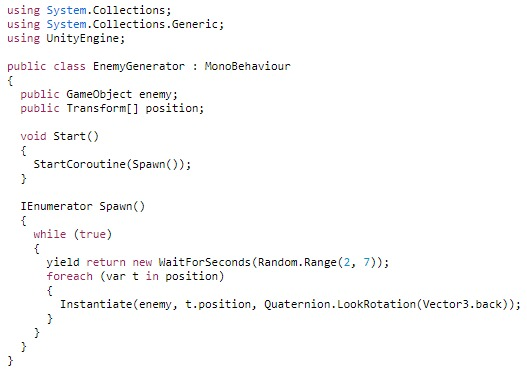 using System.Collections;
using System.Collections.Generic;
using UnityEngine;

public class EnemyGenerator : MonoBehaviour
{
  public GameObject enemy;
  public Transform[] position;

  void Start()
  {
    StartCoroutine(Spawn());
  }

  IEnumerator Spawn()
  {
    while (true)
    {
      yield return new WaitForSeconds(Random.Range(2, 7));
      foreach (var t in position)
      {
        Instantiate(enemy, t.position, Quaternion.LookRotation(Vector3.back));
      }
    }
  }
}